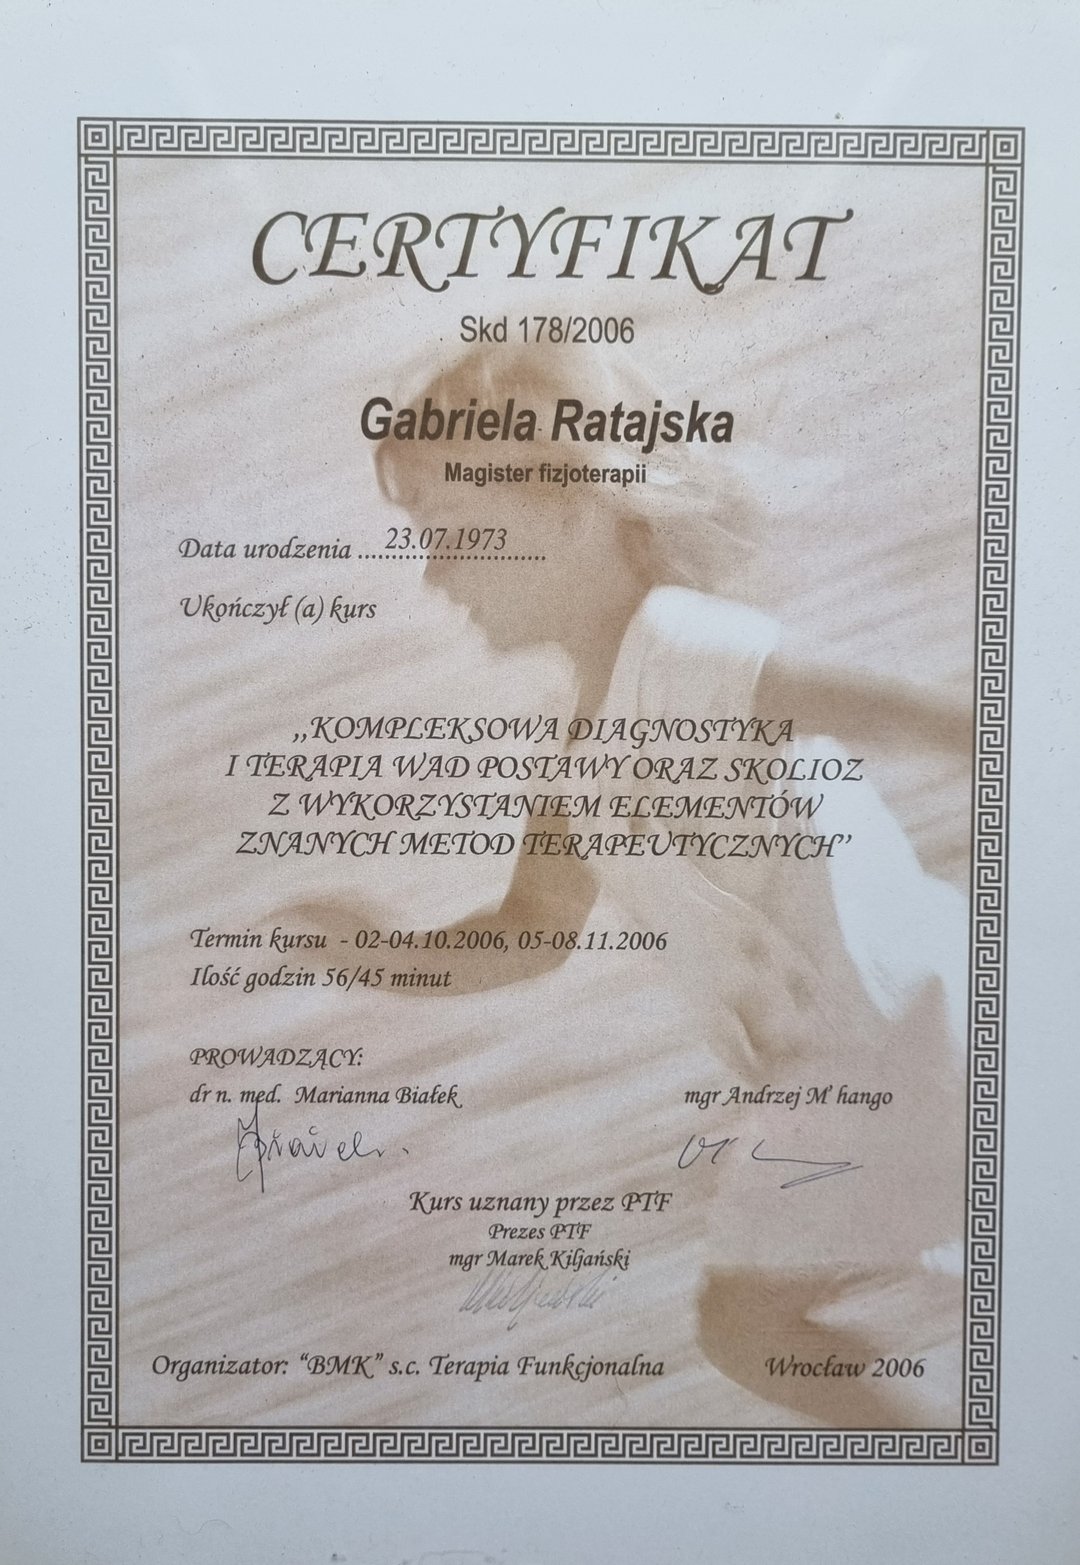 CERTYFIKAT
Skd 178/2006
Gabriela Ratajska
Magister fizjoterapii
Data urodzenia ....23.07.1973......
Ukończył (a) kurs
,,KOMPLEKSOWA DIAGNOSTYKA
I TERAPIA WAD POSTAWY ORAZ SKOLIOZ
Z WYKORZYSTANIEM ELEMENTÓW
ZNANYCH METOD TERAPEUTYCZNYCH”
Termin kursu - 02-04.10.2006, 05-08.11.2006
Ilość godzin 56/45 minut
PROWADZĄCY:
dr n. med. Marianna Białek mgr Andrzej M’ hango
Kurs uznany przez PTF
Prezes PTF
mgr Marek Kiljański
Organizator: “BMK” s.c. Terapia Funkcjonalna Wrocław 2006